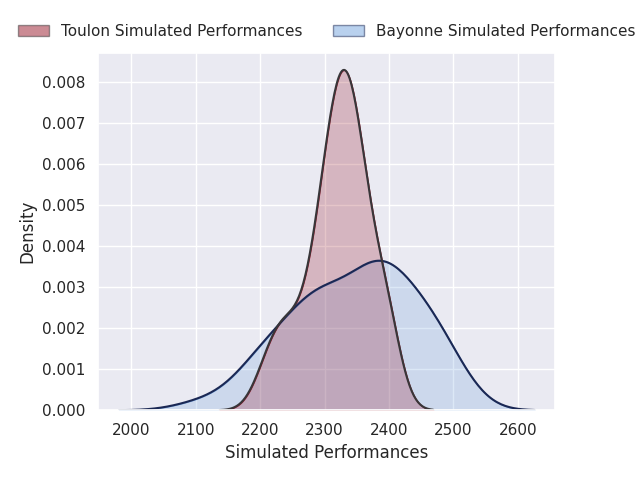 Toulon Simulated Performances
Bayonne Simulated Performances
0.008
0.007
0.006
0.005
0.004
0.003
0.002
0.001
0.000
Density
2000 2100 2200 2300 2400 2500 2600
Simulated Performances